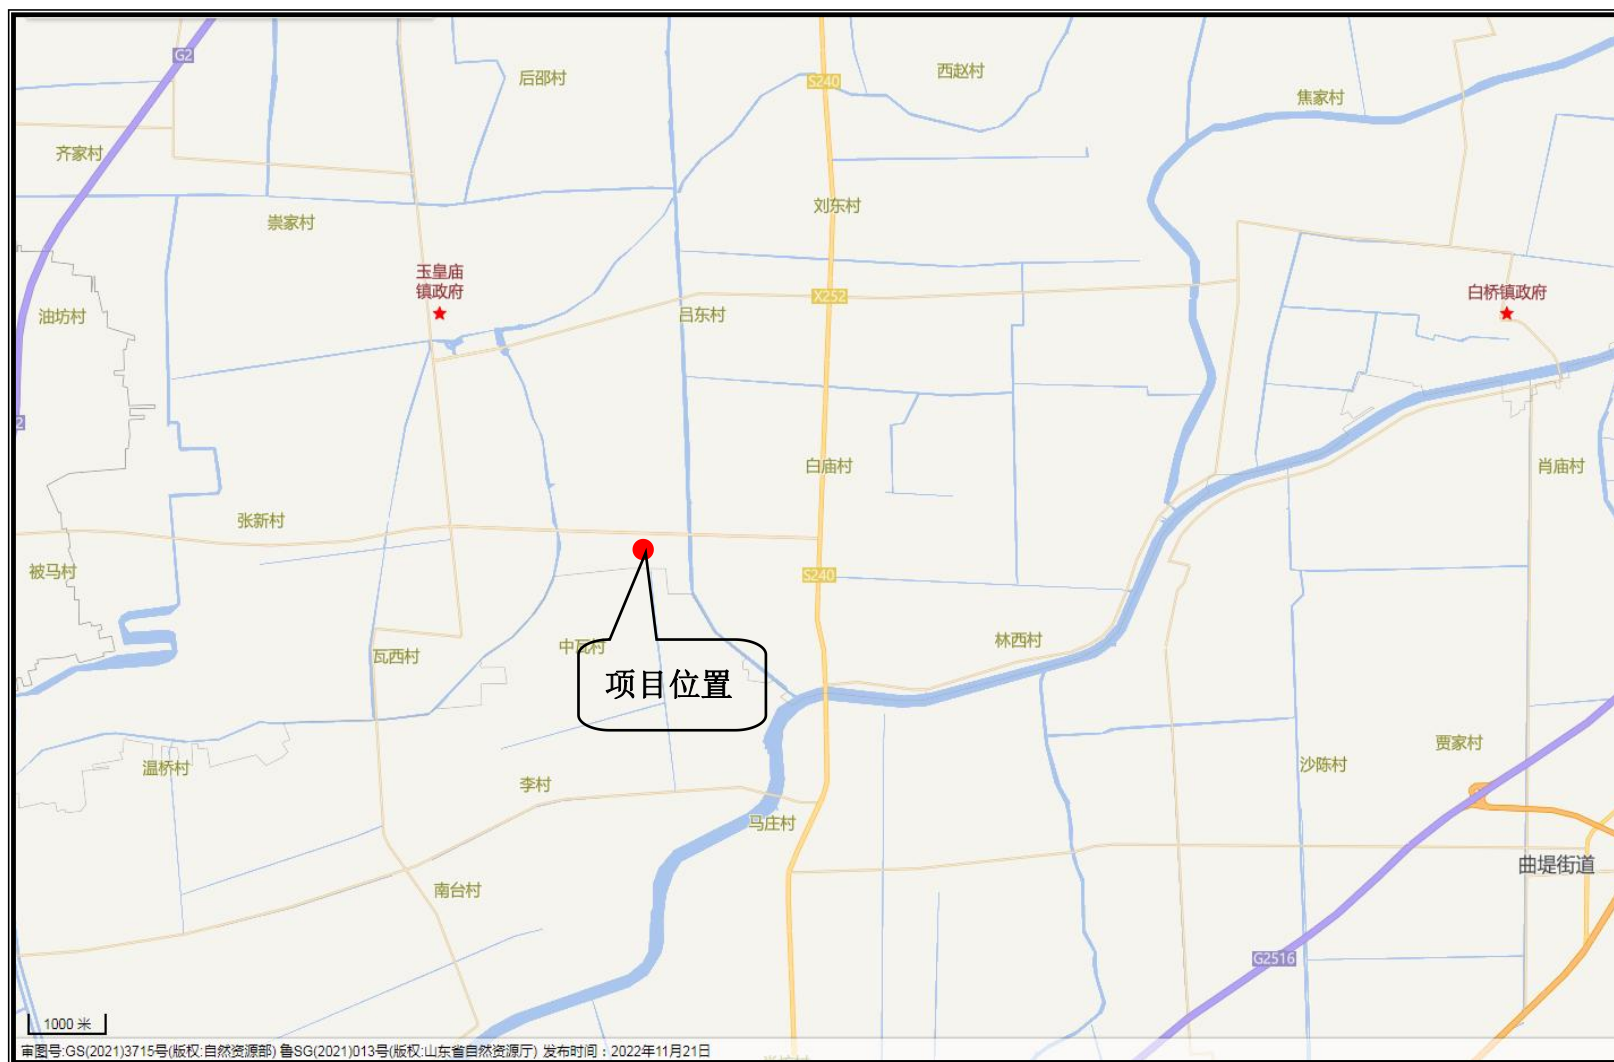 G2
后邵村
S240
西赵村
焦家村
齐家村
崇家村
刘东村
玉皇庙
镇政府
X252
白桥镇政府
油坊村
吕东村
2
白庙村
肖庙村
张新村
被马村
S240
林西村
瓦西村
中瓦村
项目位置
温桥村
李村
贾家村
沙陈村
马庄村
曲堤街道
南台村
G2516
1000 米
审图号:GS(2021)3715号(版权:自然资源部) 鲁SG(2021)013号(版权:山东省自然资源厅) 发布时间：2022年11月21日